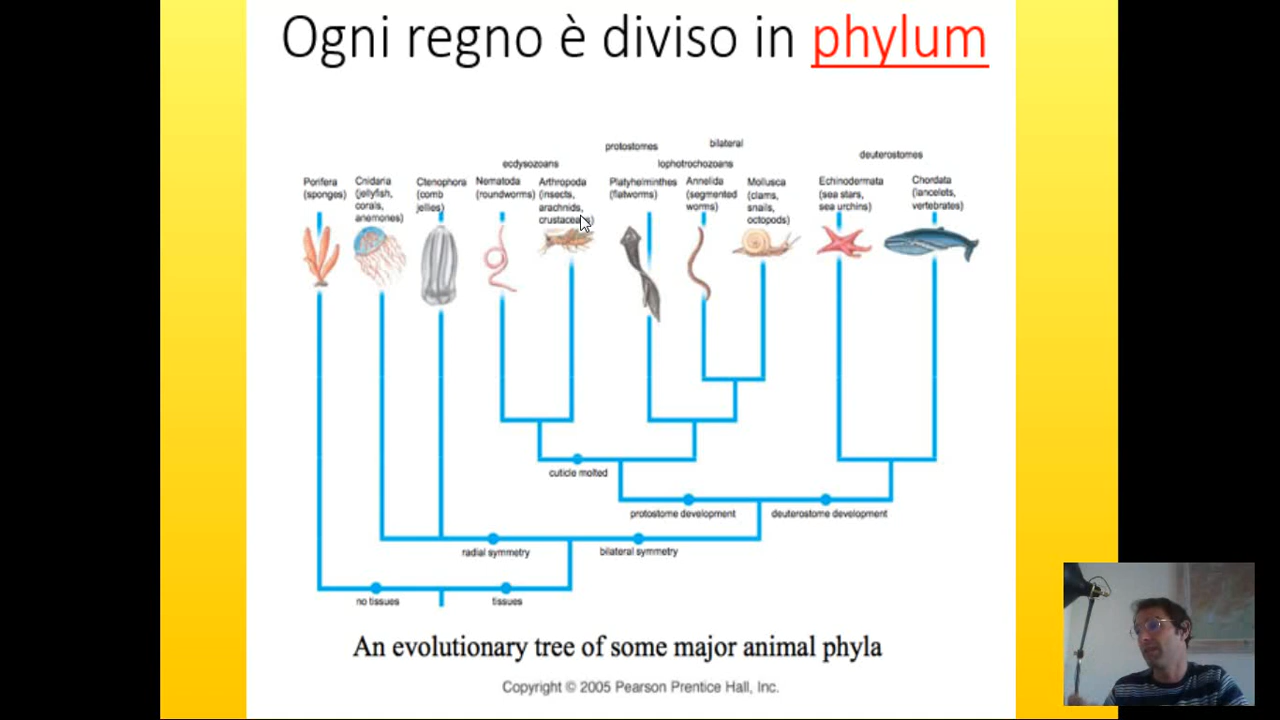 Ogni regno è diviso in phylum
protostomes
bilateral
ecdysozoans
lophotrochozoans
deuterostomes
Porifera
(sponges)
Cnidaria
(jellyfish,
corals,
anemones)
Ctenophora
(comb
jellies)
Nematoda
(roundworms)
Arthropoda
(insects,
arachnids,
crustaceans)
Platyhelminthes
(flatworms)
Annelida
(segmented
worms)
Mollusca
(clams,
snails,
octopods)
Echinodermata
(sea stars,
sea urchins)
Chordata
(lancelets,
vertebrates)
cuticle molted
protostome development
deuterostome development
radial symmetry
bilateral symmetry
no tissues
tissues
An evolutionary tree of some major animal phyla
Copyright © 2005 Pearson Prentice Hall, Inc.